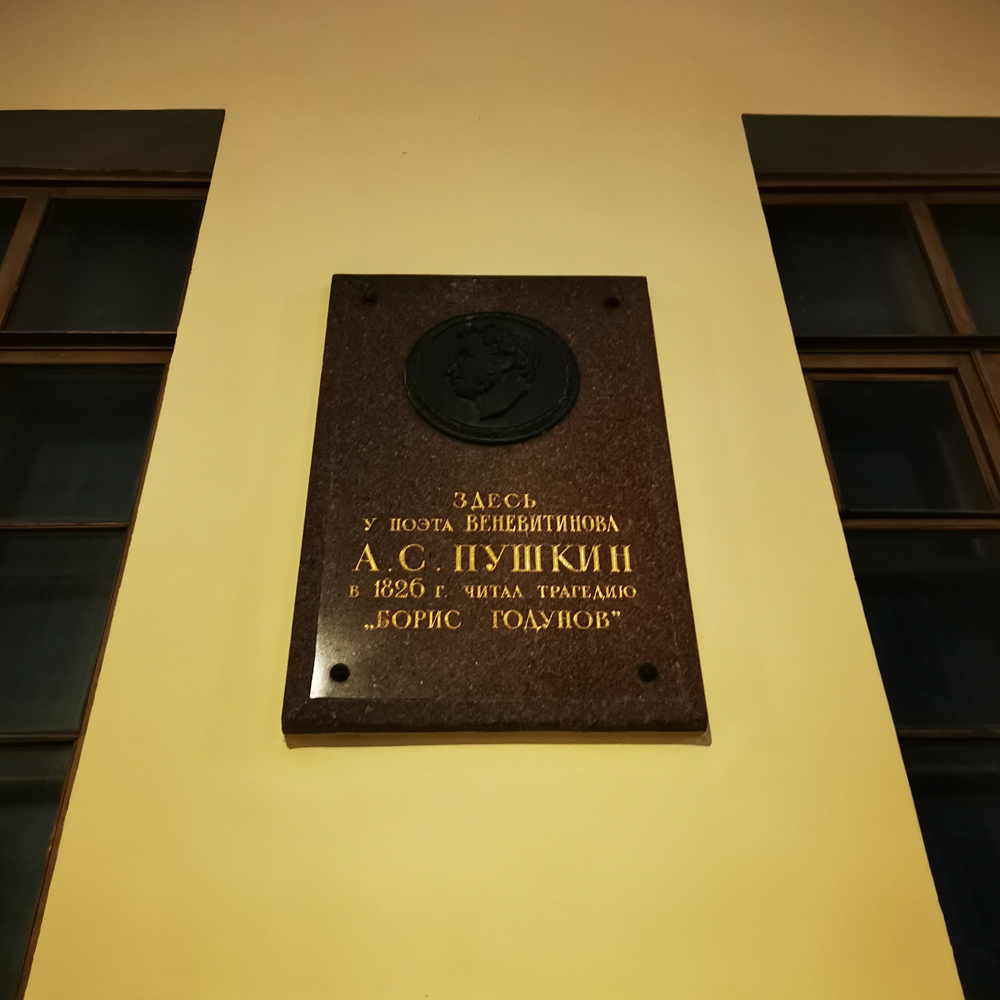 ЗДЕСЬ
У ПОЭТА ВЕНЕВИТИНОВА
А.С.ПУШКИН
В 1826 Г. ЧИТАЛ ТРАГЕДИЮ
„БОРИС ГОДУНОВ”